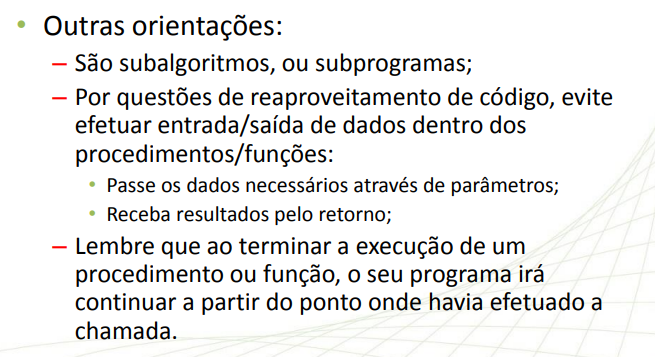 • Outras orientações:
– São subalgoritmos, ou subprogramas;
– Por questões de reaproveitamento de código, evite
efetuar entrada/saída de dados dentro dos
procedimentos/funções:
• Passe os dados necessários através de parâmetros;
• Receba resultados pelo retorno;
– Lembre que ao terminar a execução de um
procedimento ou função, o seu programa irá
continuar a partir do ponto onde havia efetuado a
chamada.